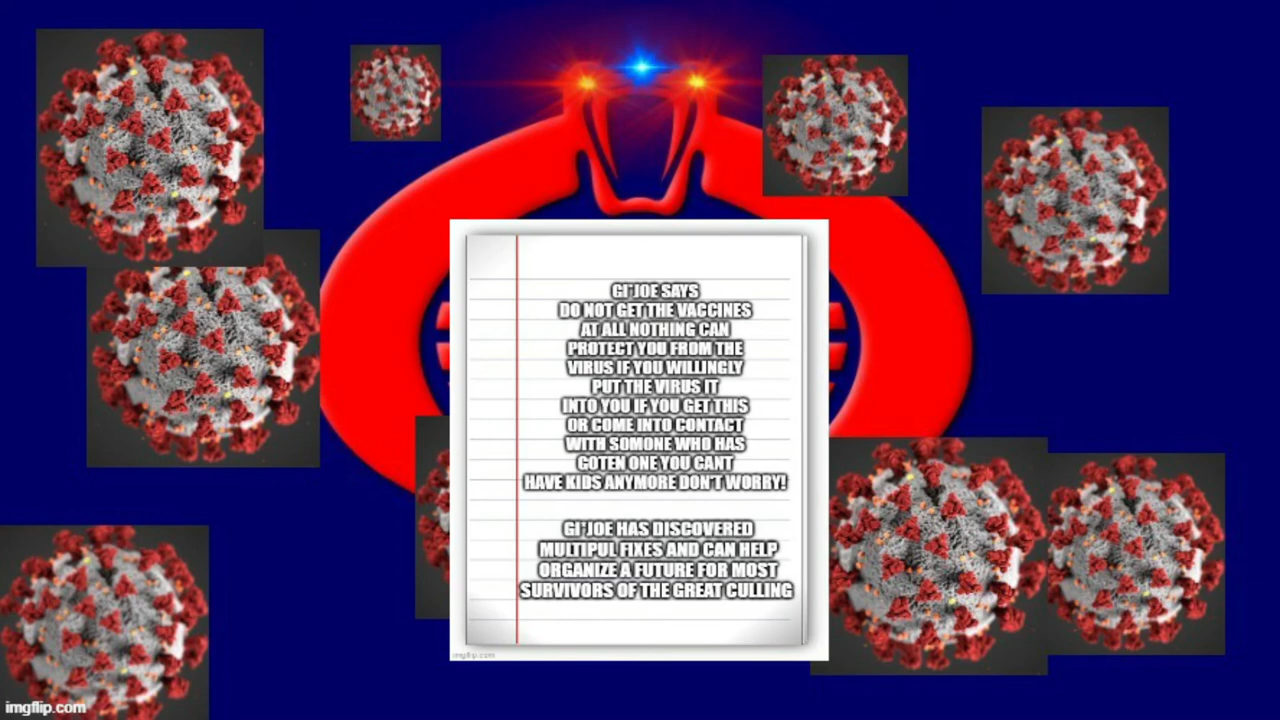 GI*JOE SAYS
DO NOT GET THE VACCINES
AT ALL NOTHING CAN
PROTECT YOU FROM THE
VIRUS IF YOU WILLINGLY
PUT THE VIRUS IT
INTO YOU IF YOU GET THIS
OR COME INTO CONTACT
WITH SOMONE WHO HAS
GOTEN ONE YOU CANT
HAVE KIDS ANYMORE DON'T WORRY!
GI*JOE HAS DISCOVERED
MULTIPUL FIXES AND CAN HELP
ORGANIZE A FUTURE FOR MOST
SURVIVORS OF THE GREAT CULLING
imgflip.com
imgflip.com